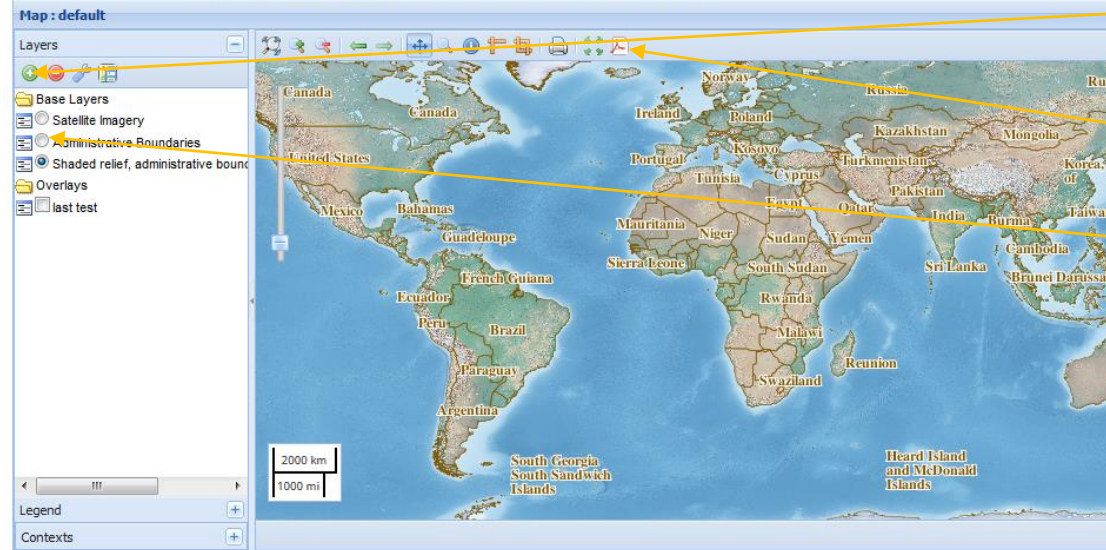 Map : default
Layers
Base Layers
Satellite Imagery
Administrative Boundaries
Shaded relief, administrative bound
Overlays
last test
Legend
Contexts
Norway
Russia
Ru
Canada
Canada
Ireland
Poland
Kazakhstan
Mongolia
United States
Portugal
Kosovo
Turkmenistan
Korea,
of
Tunisia
Cyprus
Pakistan
Mexico
Bahamas
Egypt
Qatar
India
Burma
Taiwa
Mauritania
Niger
Sudan
Yemen
Guadeloupe
Cambodia
Sierra Leone
South Sudan
Sri Lanka
Brunei Darussa
French Guiana
Ecuador
Rwanda
Peru
Brazil
Malawi
Paraguay
Reunion
Swaziland
Argentina
2000 km
1000 mi
South Georgia
South Sandwich
Islands
Heard Island
and McDonald
Islands